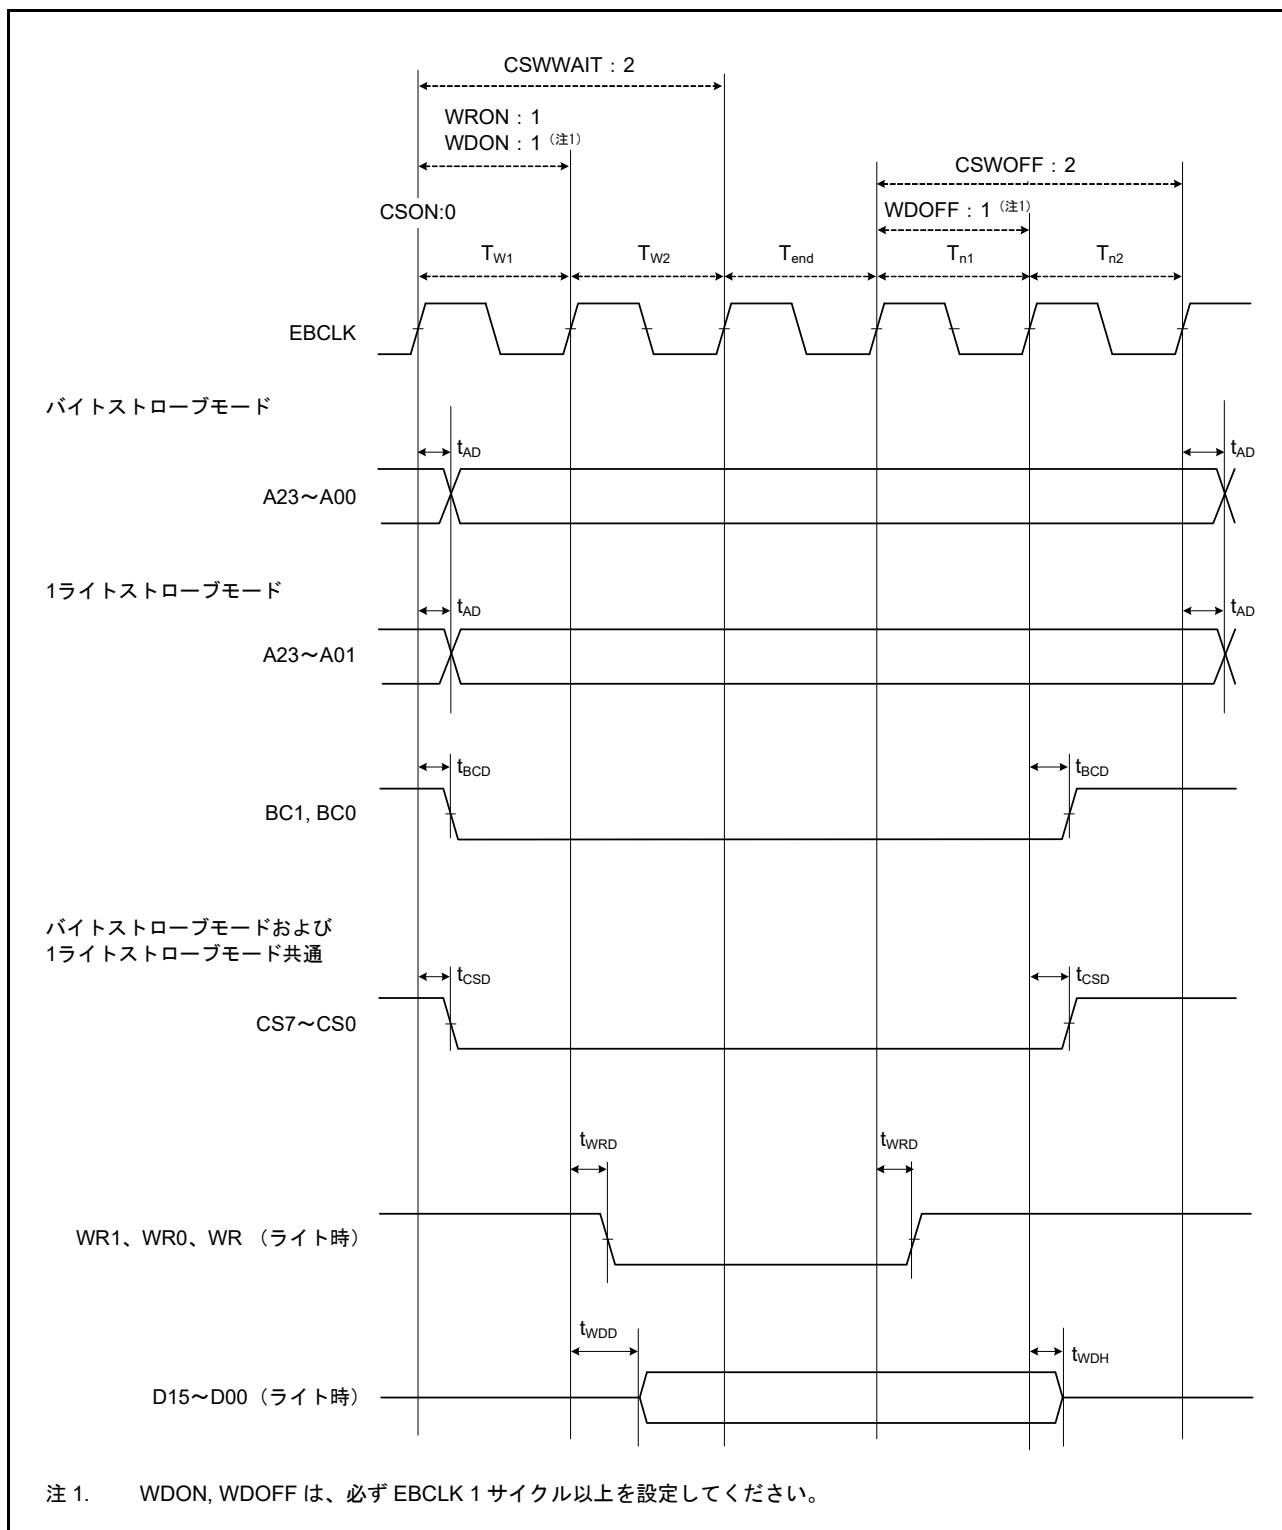 CSWWAIT：2
WRON：1
WDON：1（注1）
CSWOFF：2
WDOFF：1（注1）
CSON:0
TW1 TW2 Tend Tn1 Tn2
EBCLK
バイトストローブモード
tAD tAD
A23～A00
1ライトストローブモード
tAD tAD
A23～A01
tBCD tBCD
BC1, BC0
バイトストローブモードおよび
1ライトストローブモード共通
tCSD tCSD
CS7～CS0
tWRD tWRD
WR1、WR0、WR （ライト時）
tWDD tWDH
D15～D00（ライト時）
注 1. WDON, WDOFF は、必ず EBCLK 1 サイクル以上を設定してください。